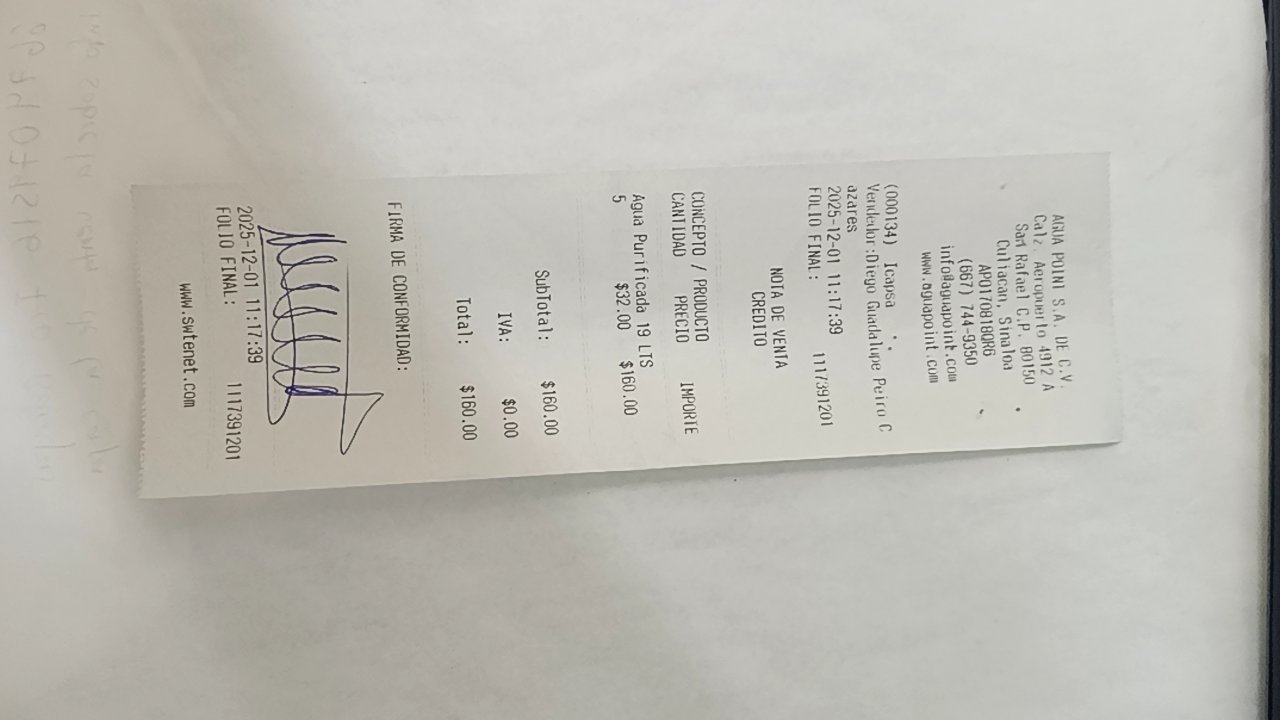 AGUA POINT S.A. DE C.V.
Calz. Aeropuerto 4912 A
San Rafael C.P. 80150
Culiacan, Sinaloa
APO170818QR6
(667) 744-9350
info@aguapoint.com
www.aguapoint.com
(000134) Icapsa
Vendedor:Diego Guadalupe Peiro C
azares
2025-12-01 11:17:39
FOLIO FINAL: 1117391201
NOTA DE VENTA
CREDITO
CONCEPTO / PRODUCTO
CANTIDAD PRECIO IMPORTE
Agua Purificada 19 LTS
5 $32.00 $160.00
SubTotal: $160.00
IVA: $0.00
Total: $160.00
FIRMA DE CONFORMIDAD:
2025-12-01 11:17:39
FOLIO FINAL: 1117391201
www.swtenet.com